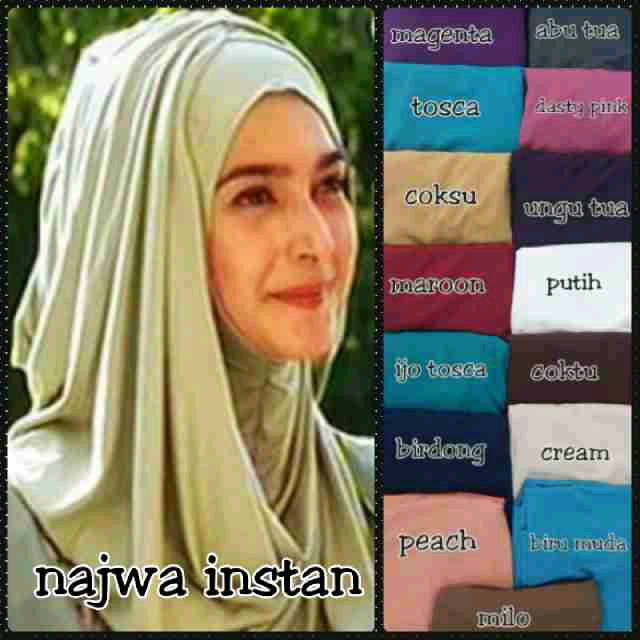 najwa instan
magenta
abu tua
tosca
dasty pink
coksu
ungu tua
maroon
putih
ijo tosca
coktu
birdong
cream
peach
biru muda
milo